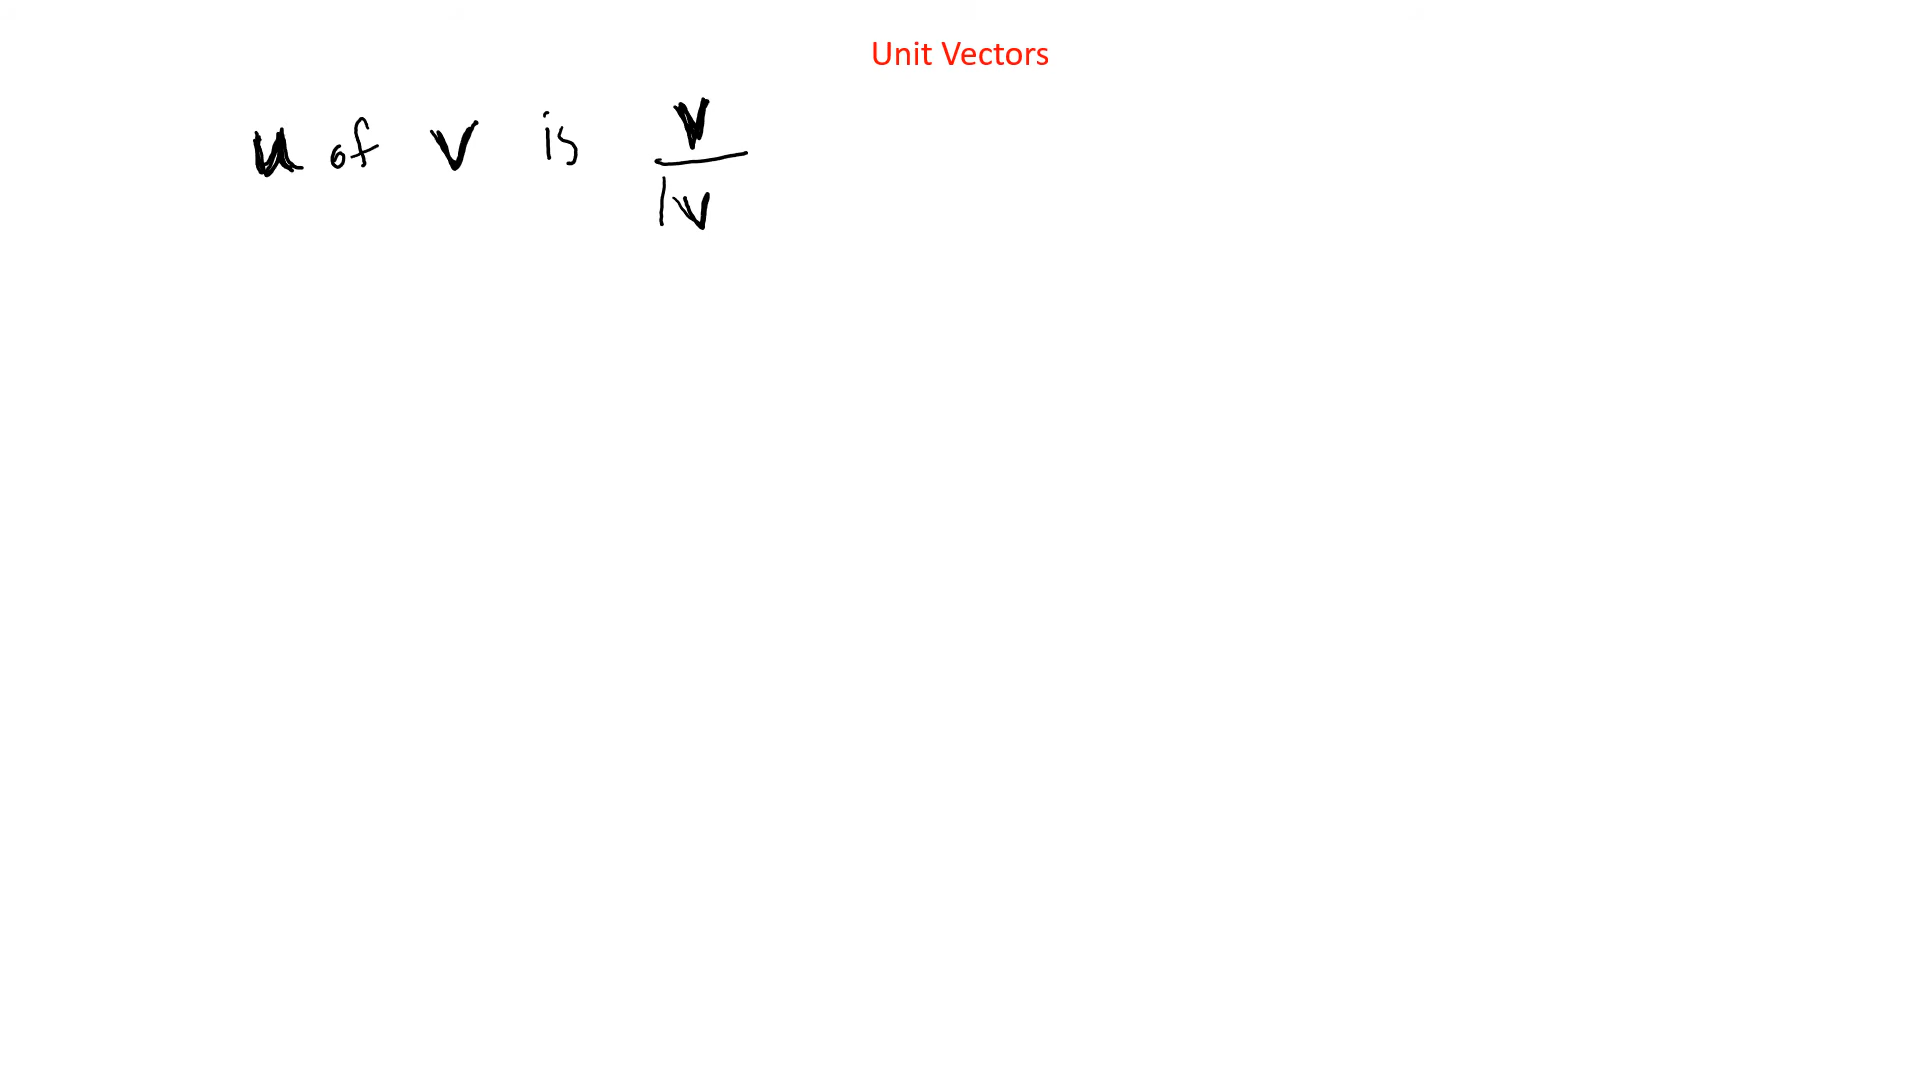 Unit Vectors
u of v is v
|v